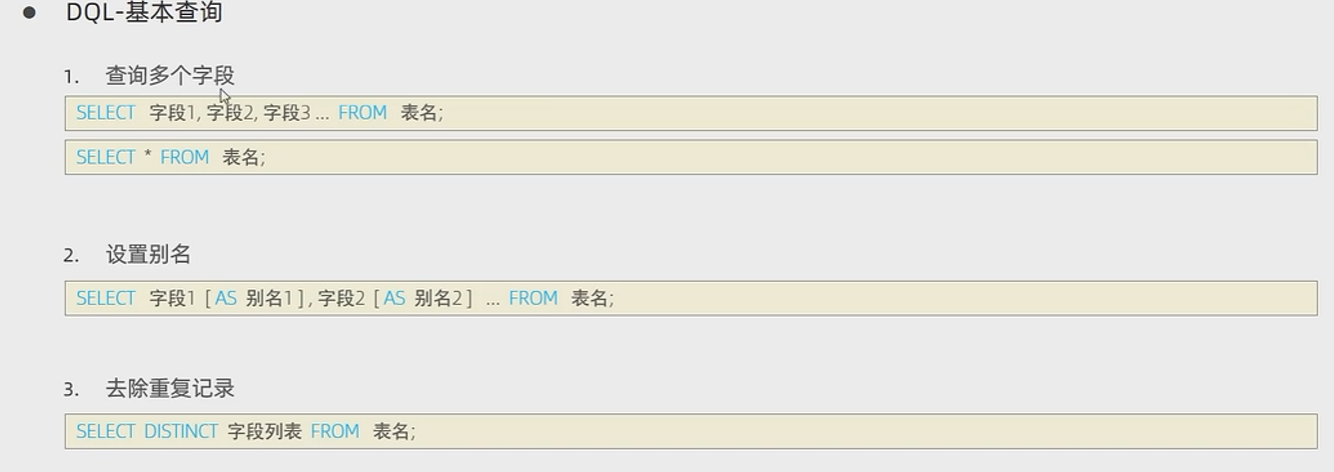 ● DQL-基本查询
1. 查询多个字段
SELECT 字段1, 字段2, 字段3 ... FROM 表名;
SELECT * FROM 表名;
2. 设置别名
SELECT 字段1 [ AS 别名1 ] , 字段2 [ AS 别名2 ] ... FROM 表名;
3. 去除重复记录
SELECT DISTINCT 字段列表 FROM 表名;